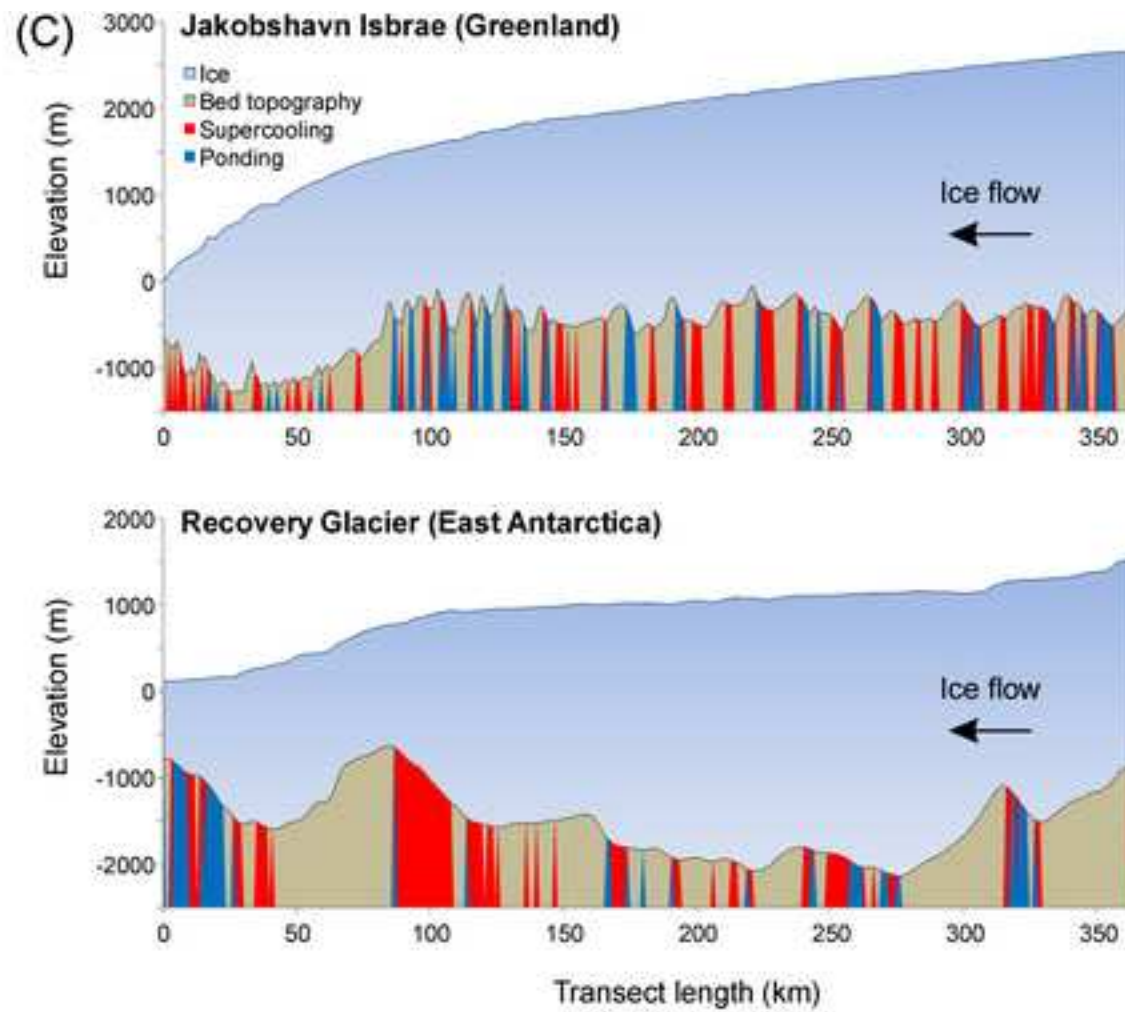 (C)
Jakobshavn Isbrae (Greenland)
Ice
Bed topography
Supercooling
Ponding
Ice flow
Elevation (m)
3000
2000
1000
0
-1000
0 50 100 150 200 250 300 350
Recovery Glacier (East Antarctica)
Ice flow
Elevation (m)
2000
1000
0
-1000
-2000
0 50 100 150 200 250 300 350
Transect length (km)